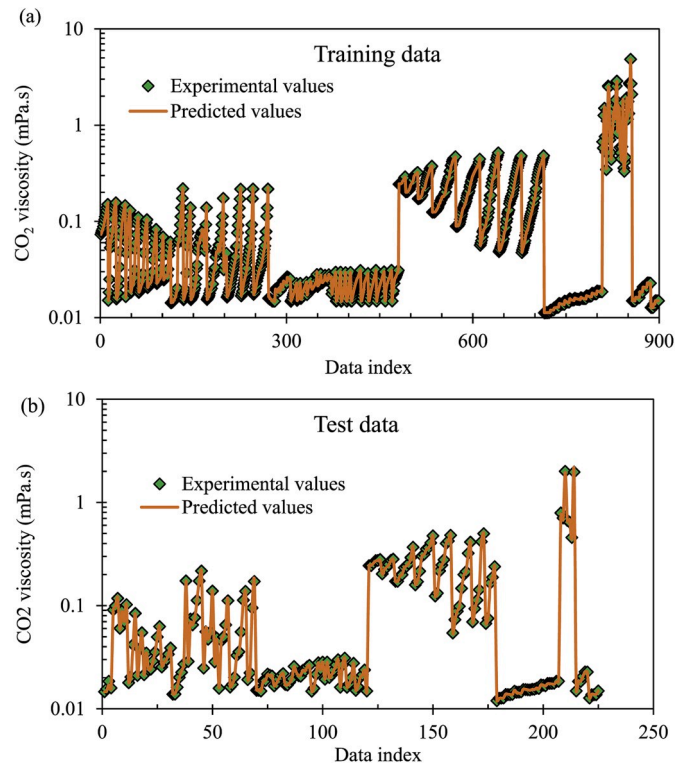 (a)
10
1
0.1
0.01
CO₂ viscosity (mPa.s)
Training data
Experimental values
Predicted values
0 300 600 900
Data index
(b)
10
1
0.1
0.01
CO2 viscosity (mPa.s)
Test data
Experimental values
Predicted values
0 50 100 150 200 250
Data index